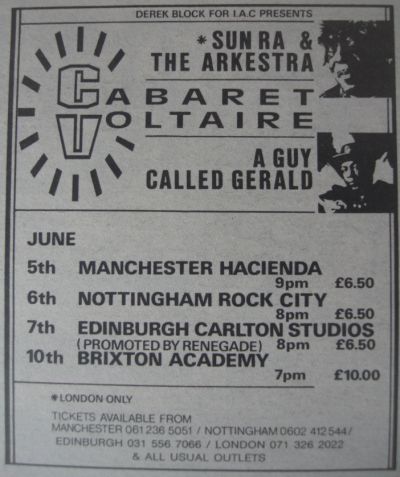 DEREK BLOCK FOR I.A.C PRESENTS
*SUN RA &
THE ARKESTRA
CABARET
VOLTAIRE
A GUY
CALLED GERALD
JUNE
5th MANCHESTER HACIENDA
9pm £6.50
6th NOTTINGHAM ROCK CITY
8pm £6.50
7th EDINBURGH CARLTON STUDIOS
(PROMOTED BY RENEGADE) 8pm £6.50
10th BRIXTON ACADEMY
7pm £10.00
*LONDON ONLY
TICKETS AVAILABLE FROM
MANCHESTER 061 236 5051 / NOTTINGHAM 0602 412544/
EDINBURGH 031 556 7066 / LONDON 071 326 2022
& ALL USUAL OUTLETS